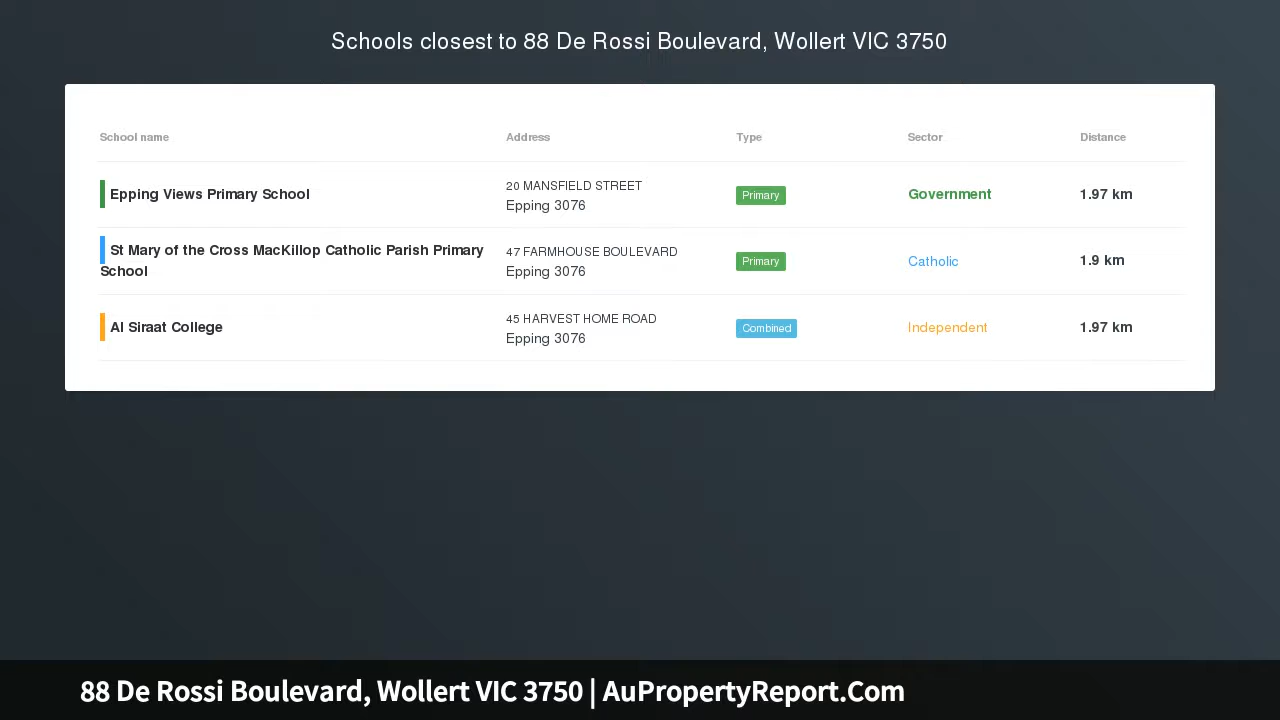 Schools closest to 88 De Rossi Boulevard, Wollert VIC 3750
School name Address Type Sector Distance
Epping Views Primary School 20 MANSFIELD STREET Epping 3076 Primary Government 1.97 km
St Mary of the Cross MacKillop Catholic Parish Primary School 47 FARMHOUSE BOULEVARD Epping 3076 Primary Catholic 1.9 km
Al Siraat College 45 HARVEST HOME ROAD Epping 3076 Combined Independent 1.97 km
88 De Rossi Boulevard, Wollert VIC 3750 | AuPropertyReport.Com